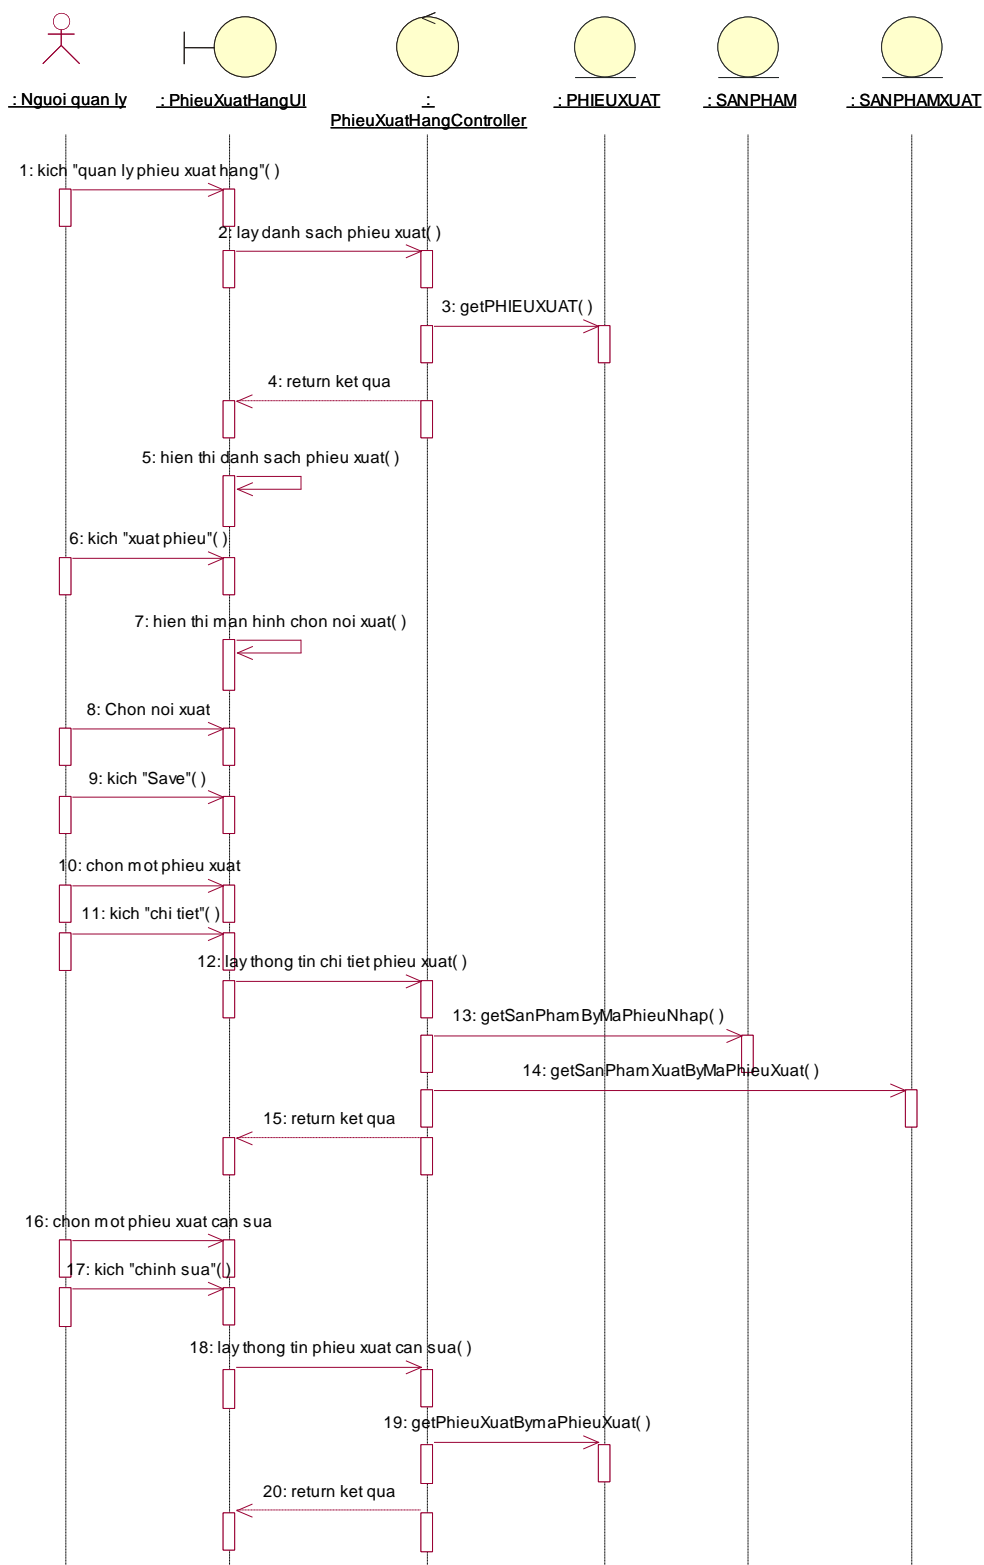 : Nguoi quan ly
: PhieuXuatHangUI
: PhieuXuatHangController
: PHIEUXUAT
: SANPHAM
: SANPHAMXUAT
1: kich "quan ly phieu xuat hang"( )
2: lay danh sach phieu xuat( )
3: getPHIEUXUAT( )
4: return ket qua
5: hien thi danh sach phieu xuat( )
6: kich "xuat phieu"( )
7: hien thi man hinh chon noi xuat( )
8: Chon noi xuat
9: kich "Save"( )
10: chon mot phieu xuat
11: kich "chi tiet"( )
12: lay thong tin chi tiet phieu xuat( )
13: getSanPhamByMaPhieuNhap( )
14: getSanPhamXuatByMaPhieuXuat( )
15: return ket qua
16: chon mot phieu xuat can sua
17: kich "chinh sua"( )
18: lay thong tin phieu xuat can sua( )
19: getPhieuXuatBymaPhieuXuat( )
20: return ket qua